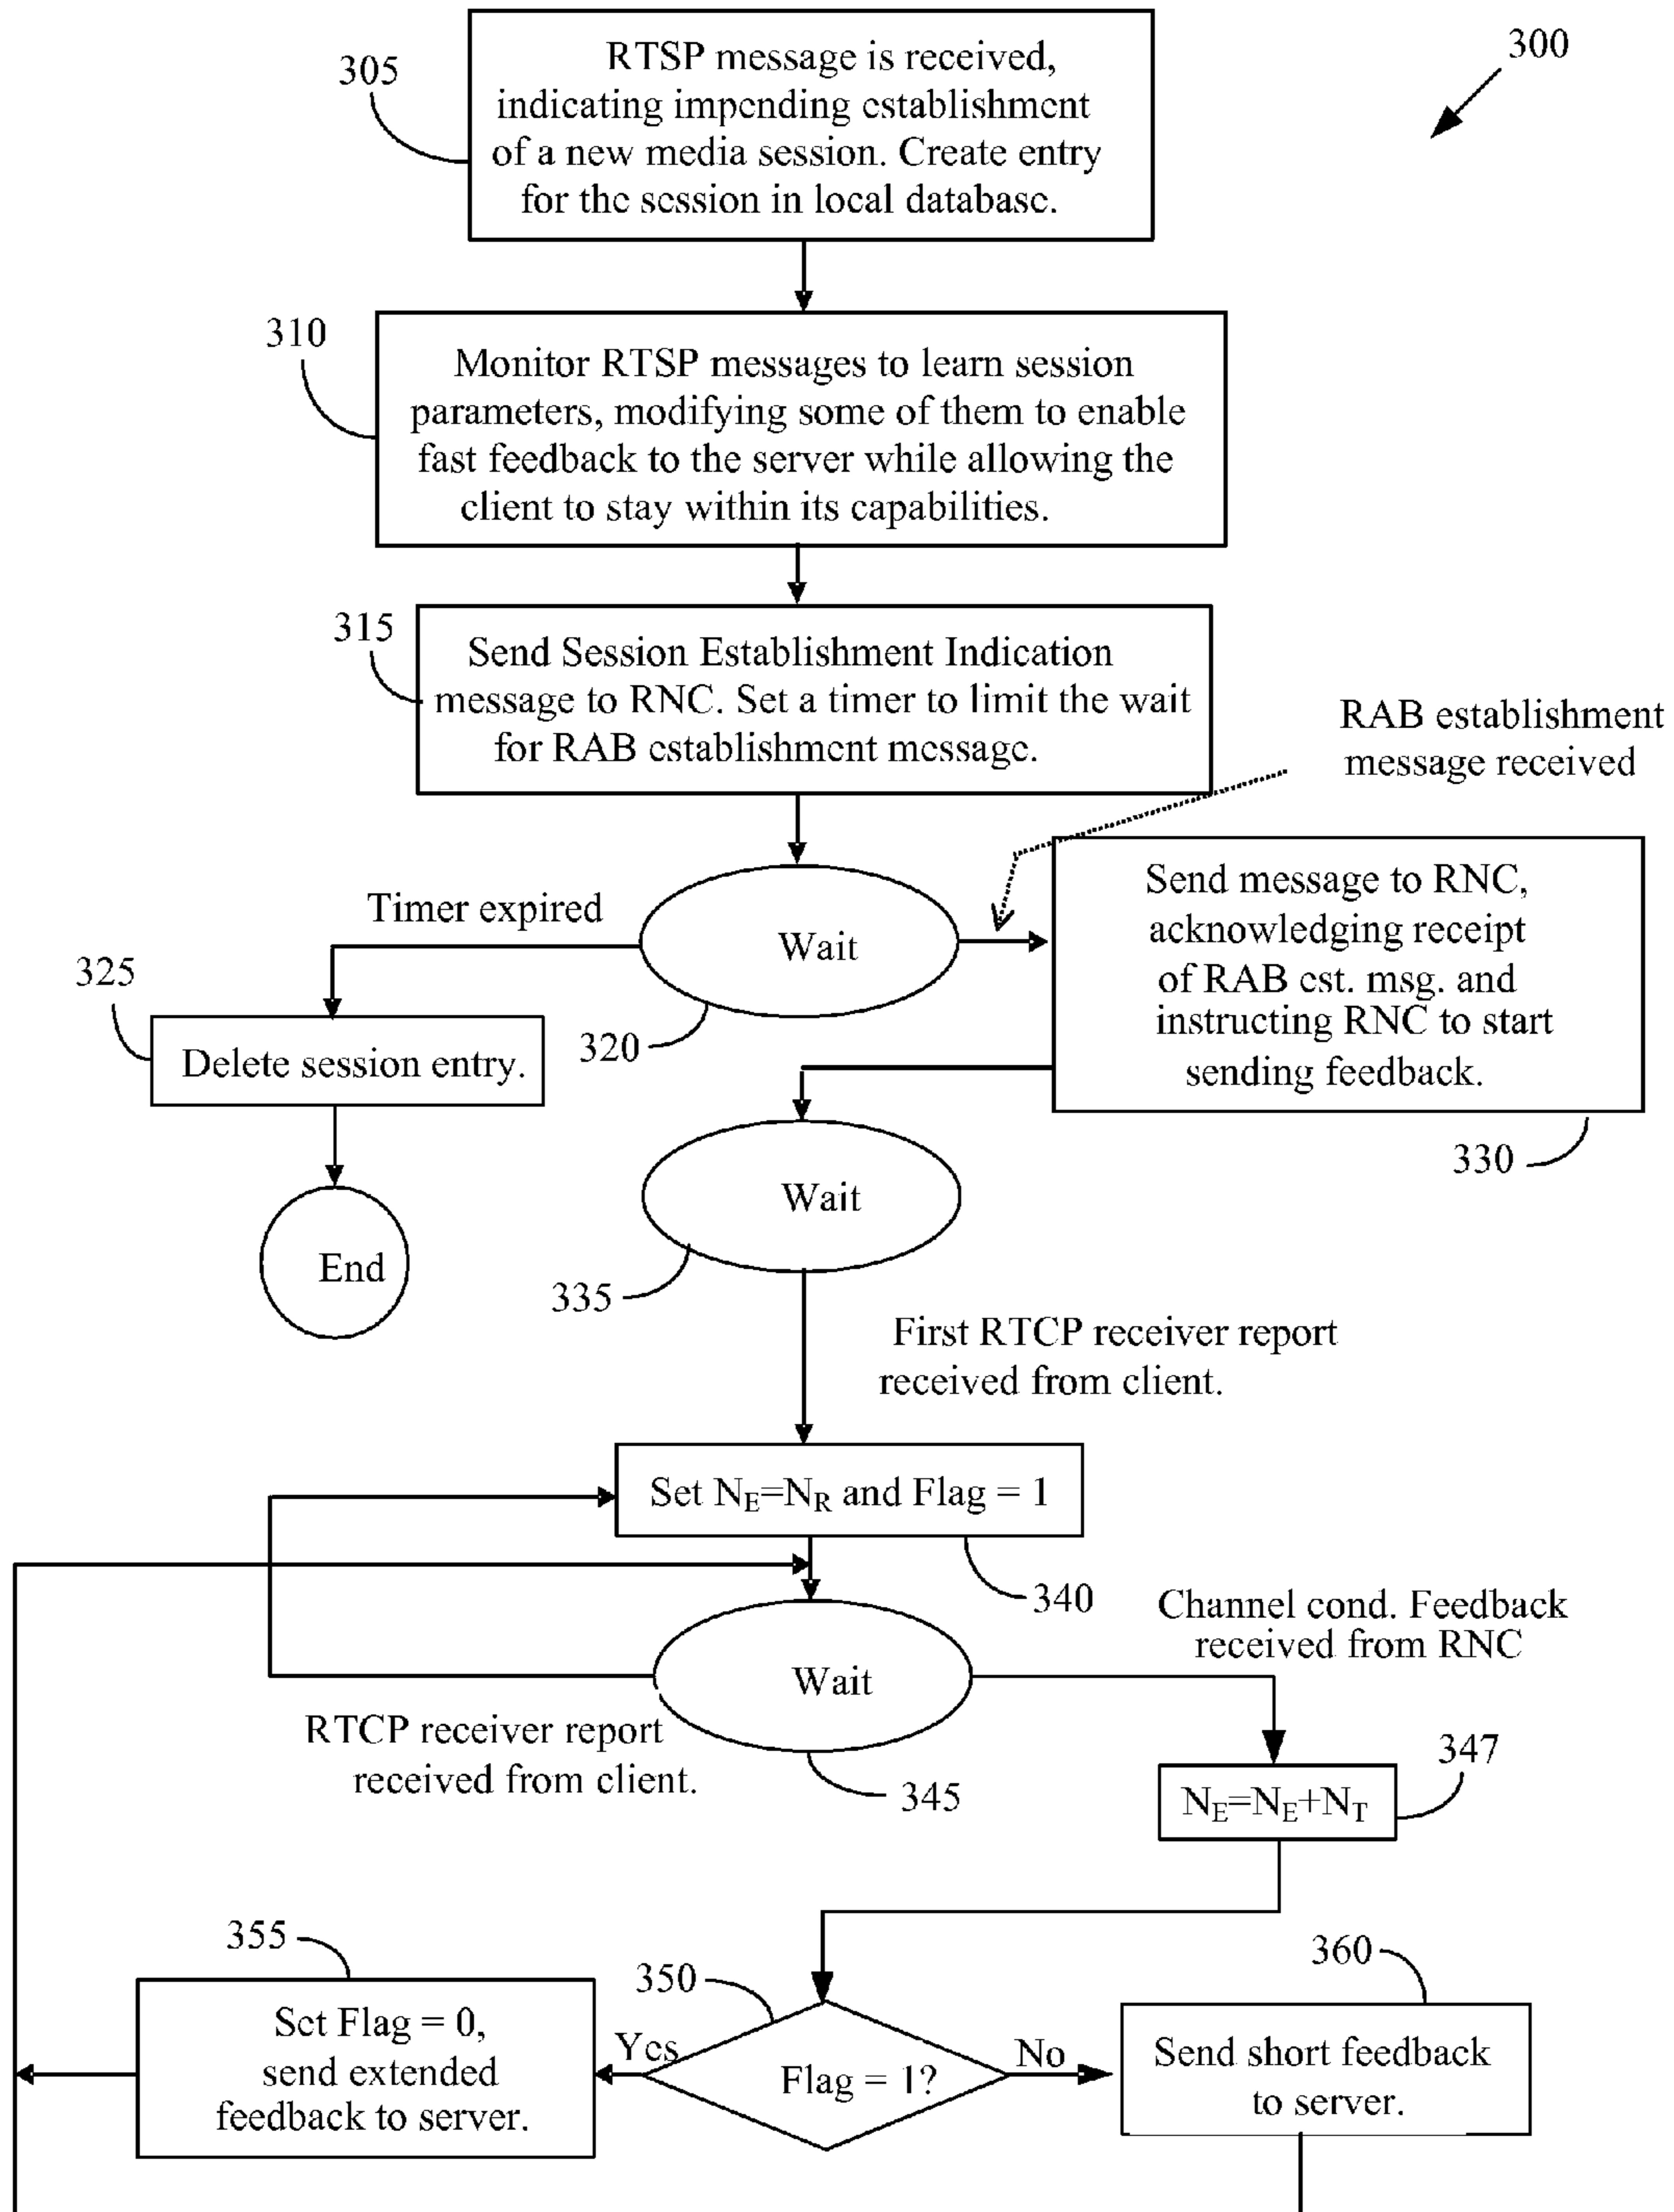 300
305
RTSP message is received,
indicating impending establishment
of a new media session. Create entry
for the session in local database.
310
Monitor RTSP messages to learn session
parameters, modifying some of them to enable
fast feedback to the server while allowing the
client to stay within its capabilities.
315
Send Session Establishment Indication
message to RNC. Set a timer to limit the wait
for RAB establishment message.
RAB establishment
message received
Timer expired
Wait
320
Send message to RNC,
acknowledging receipt
of RAB est. msg. and
instructing RNC to start
sending feedback.
330
325
Delete session entry.
End
Wait
335
First RTCP receiver report
received from client.
Set NE=NR and Flag = 1
340
Wait
345
RTCP receiver report
received from client.
Channel cond. Feedback
received from RNC
347
NE=NE+NT
350
Flag = 1?
Yes
No
355
Set Flag = 0,
send extended
feedback to server.
360
Send short feedback
to server.